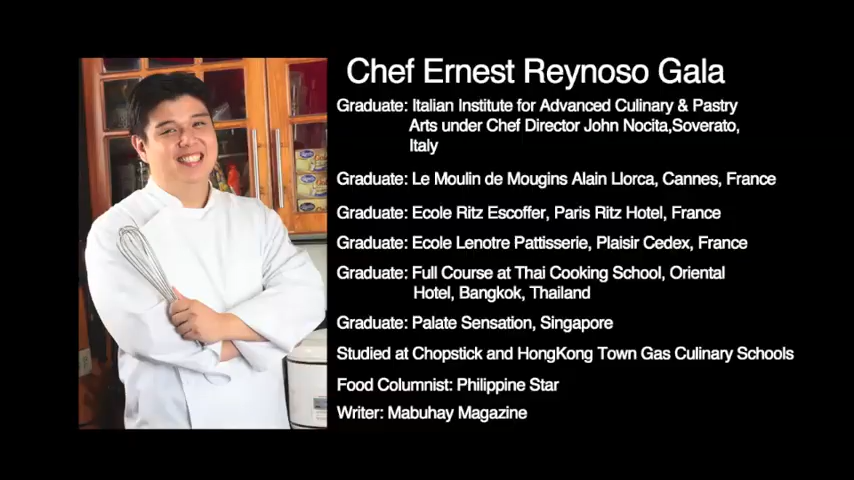 Chef Ernest Reynoso Gala
Graduate: Italian Institute for Advanced Culinary & Pastry
Arts under Chef Director John Nocita,Soverato,
Italy
Graduate: Le Moulin de Mougins Alain Llorca, Cannes, France
Graduate: Ecole Ritz Escoffer, Paris Ritz Hotel, France
Graduate: Ecole Lenotre Pattisserie, Plaisir Cedex, France
Graduate: Full Course at Thai Cooking School, Oriental
Hotel, Bangkok, Thailand
Graduate: Palate Sensation, Singapore
Studied at Chopstick and HongKong Town Gas Culinary Schools
Food Columnist: Philippine Star
Writer: Mabuhay Magazine